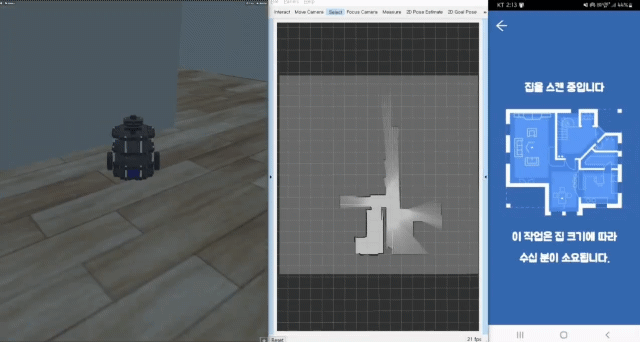 Interact
Move Camera
Select
Focus Camera
Measure
2D Pose Estimate
2D Goal Pose
Reset
21 fps
KT 2:13
집을 스캔 중입니다
이 작업은 집 크기에 따라
수십 분이 소요됩니다.